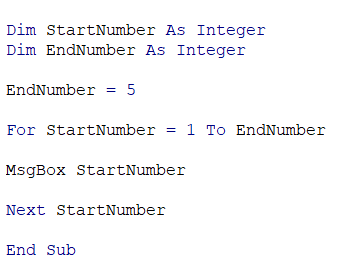 Dim StartNumber As Integer
Dim EndNumber As Integer
EndNumber = 5
For StartNumber = 1 To EndNumber
MsgBox StartNumber
Next StartNumber
End Sub